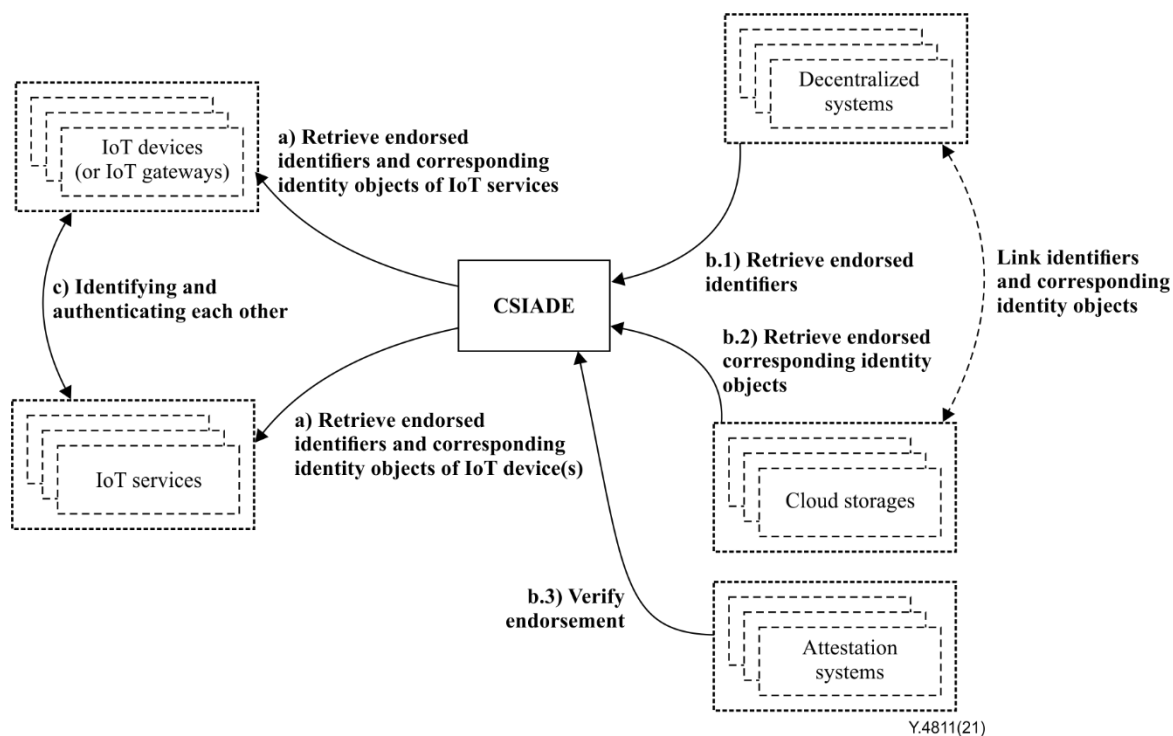 Decentralized
systems
IoT devices
(or IoT gateways)
a) Retrieve endorsed
identifiers and corresponding
identity objects of IoT services
c) Identifying and
authenticating each other
CSIADE
b.1) Retrieve endorsed
identifiers
Link identifiers
and corresponding
identity objects
b.2) Retrieve endorsed
corresponding identity
objects
IoT services
a) Retrieve endorsed
identifiers and corresponding
identity objects of IoT device(s)
Cloud storages
b.3) Verify
endorsement
Attestation
systems
Y.4811(21)